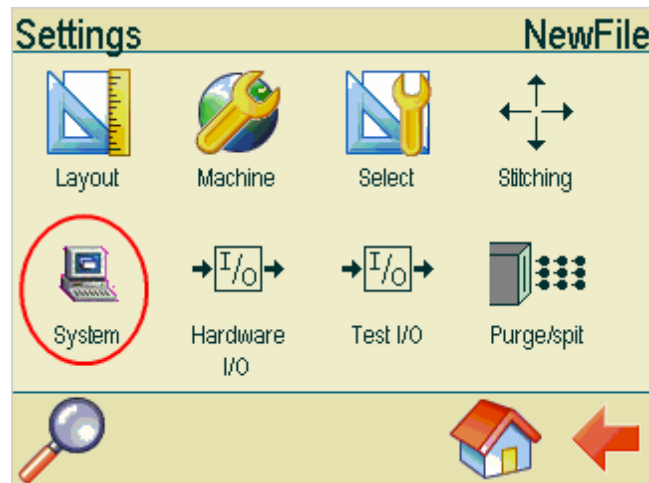 Settings NewFile
Layout Machine Select Stitching
System Hardware I/O Test I/O Purge/spit
I/O I/O